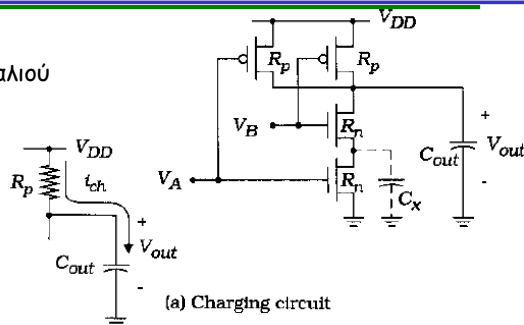 αλιού
V_DD
R_p
R_p
V_B
R_n
V_A
R_n
C_x
C_out
+
V_out
-
V_DD
R_p
i_ch
+
V_out
C_out
-
(a) Charging circuit